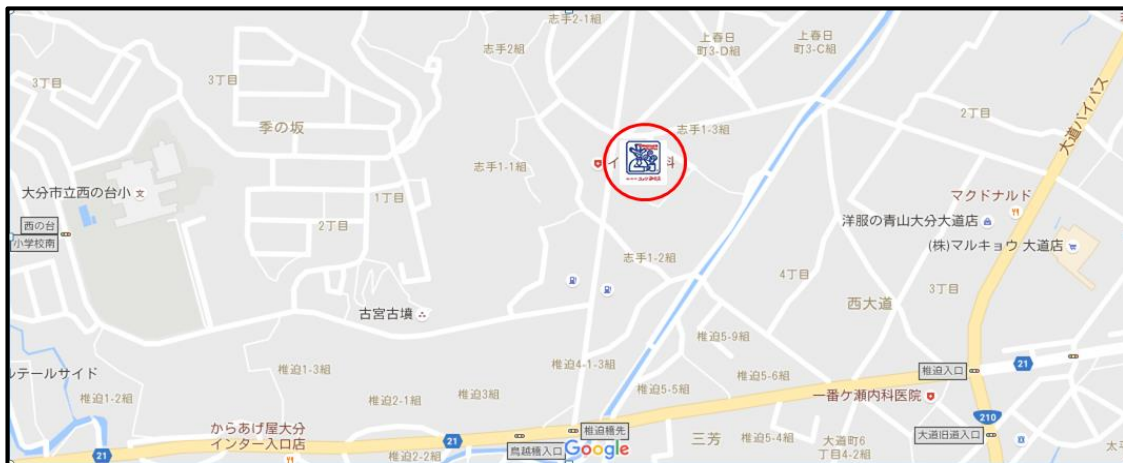 志手2-1組
上春日
町3-D組
上春日
町3-C組
志手2組
3丁目
3丁目
2丁目
大道バイパス
季の坂
志手1-3組
志手1-1組
イ
科
大分市立西の台小
1丁目
マクドナルド
西の台
小学校南
2丁目
洋服の青山大分大道店
(株)マルキョウ 大道店
志手1-2組
4丁目
3丁目
西大道
古宮古墳
椎迫5-9組
ルテールサイド
椎迫1-3組
椎迫4-1-3組
椎迫5-6組
椎迫入口
21
椎迫1-2組
椎迫2-1組
椎迫3組
椎迫5-5組
一番ケ瀬内科医院
からあげ屋大分
インター入口店
椎迫橋先
三芳
椎迫5-4組
210
大道旧道入口
21
21
椎迫2-2組
鳥越橋入口
Google
大道町6
丁目4-2組
太平